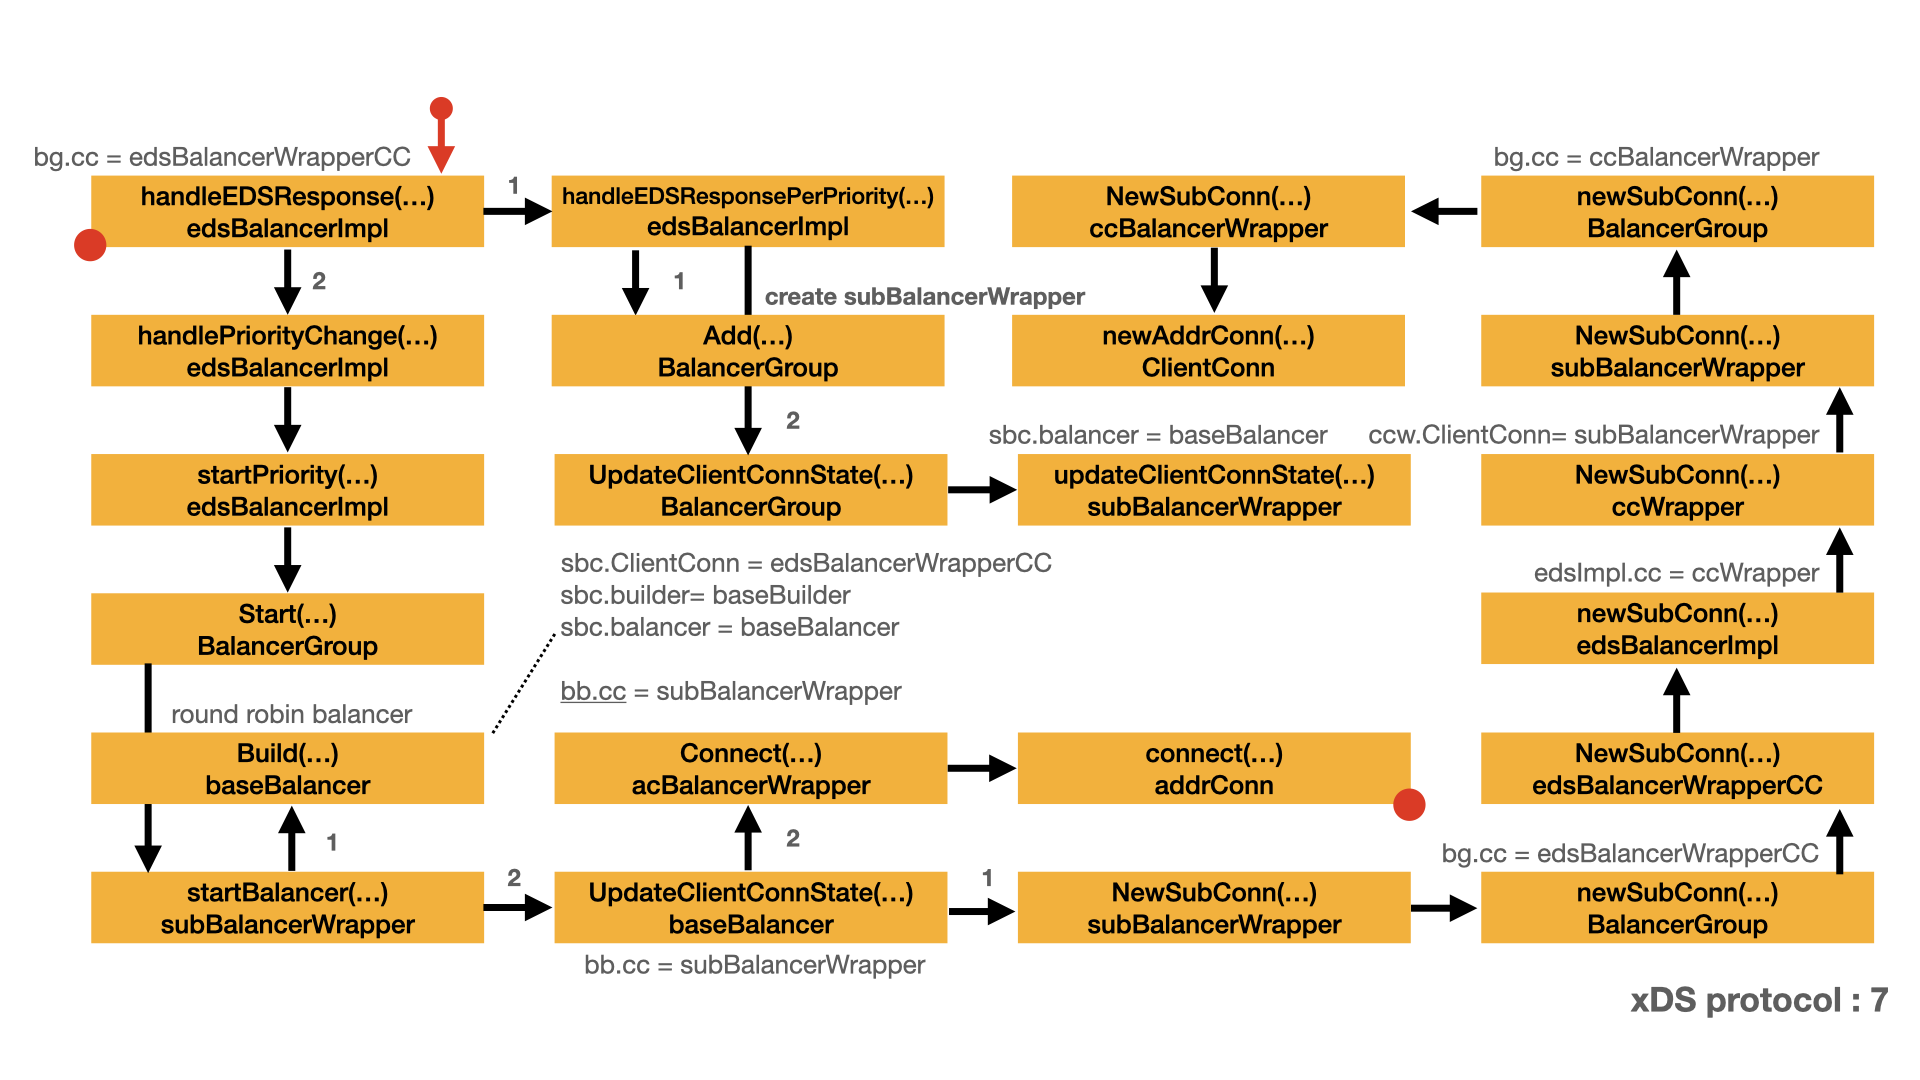 bg.cc = edsBalancerWrapperCC
handleEDSResponse(...)
edsBalancerImpl
1
handleEDSResponsePerPriority(...)
edsBalancerImpl
NewSubConn(...)
ccBalancerWrapper
bg.cc = ccBalancerWrapper
newSubConn(...)
BalancerGroup
2
1
create subBalancerWrapper
handlePriorityChange(...)
edsBalancerImpl
Add(...)
BalancerGroup
newAddrConn(...)
ClientConn
NewSubConn(...)
subBalancerWrapper
2
sbc.balancer = baseBalancer
ccw.ClientConn= subBalancerWrapper
startPriority(...)
edsBalancerImpl
UpdateClientConnState(...)
BalancerGroup
updateClientConnState(...)
subBalancerWrapper
NewSubConn(...)
ccWrapper
sbc.ClientConn = edsBalancerWrapperCC
sbc.builder= baseBuilder
sbc.balancer = baseBalancer
edsImpl.cc = ccWrapper
Start(...)
BalancerGroup
newSubConn(...)
edsBalancerImpl
bb.cc = subBalancerWrapper
round robin balancer
Build(...)
baseBalancer
Connect(...)
acBalancerWrapper
connect(...)
addrConn
NewSubConn(...)
edsBalancerWrapperCC
1
2
bg.cc = edsBalancerWrapperCC
startBalancer(...)
subBalancerWrapper
2
UpdateClientConnState(...)
baseBalancer
1
NewSubConn(...)
subBalancerWrapper
newSubConn(...)
BalancerGroup
bb.cc = subBalancerWrapper
xDS protocol : 7